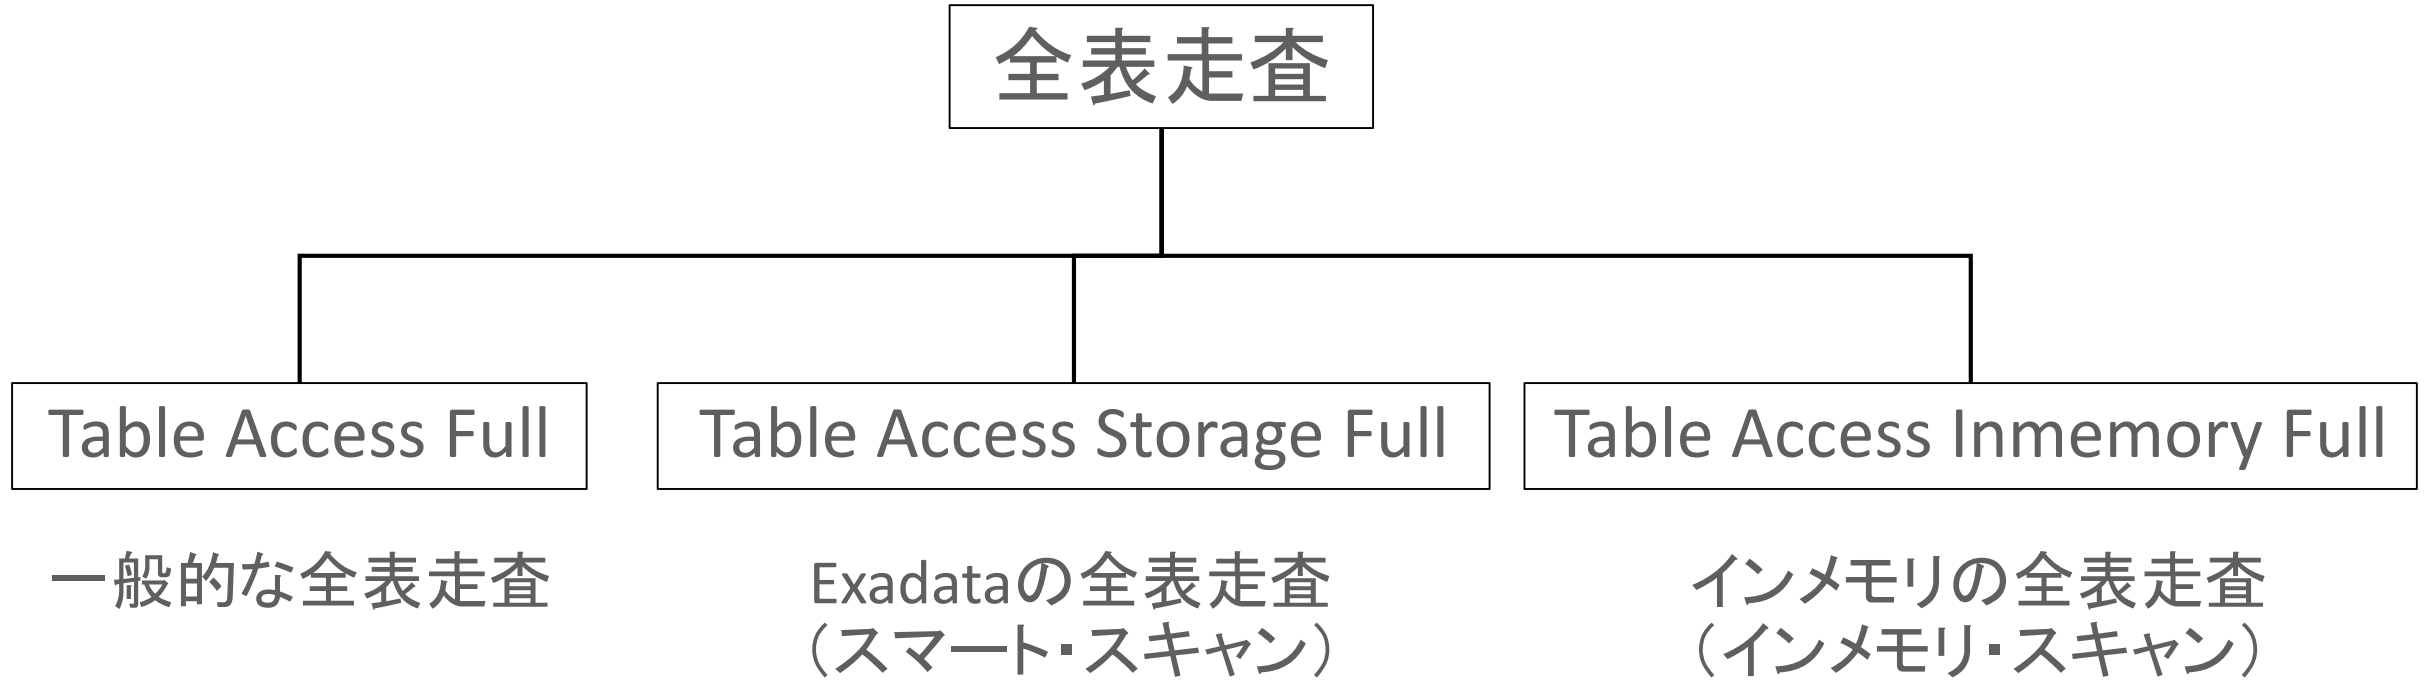 全表走査
Table Access Full
Table Access Storage Full
Table Access Inmemory Full
一般的な全表走査
Exadataの全表走査
（スマート・スキャン）
インメモリの全表走査
（インメモリ・スキャン）